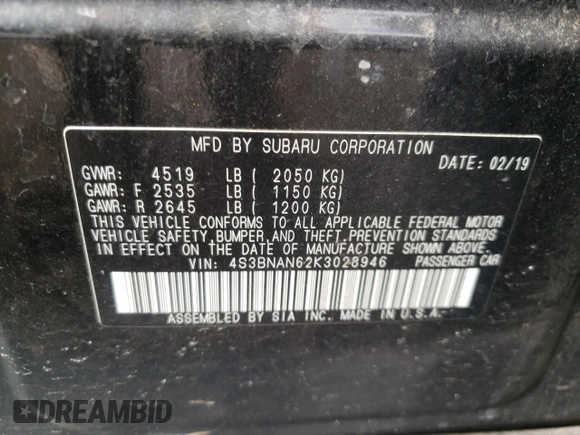 MFD BY SUBARU CORPORATION
GVWR: 4519 LB ( 2050 KG) DATE: 02/19
GAWR: F 2535 LB ( 1150 KG)
GAWR: R 2645 LB ( 1200 KG)
THIS VEHICLE CONFORMS TO ALL APPLICABLE FEDERAL MOTOR
VEHICLE SAFETY, BUMPER, AND THEFT PREVENTION STANDARDS
IN EFFECT ON THE DATE OF MANUFACTURE SHOWN ABOVE.
VIN: 4S3BNAN62K3028946 PASSENGER CAR
ASSEMBLED BY SIA INC. MADE IN U.S.A.
DREAMBID